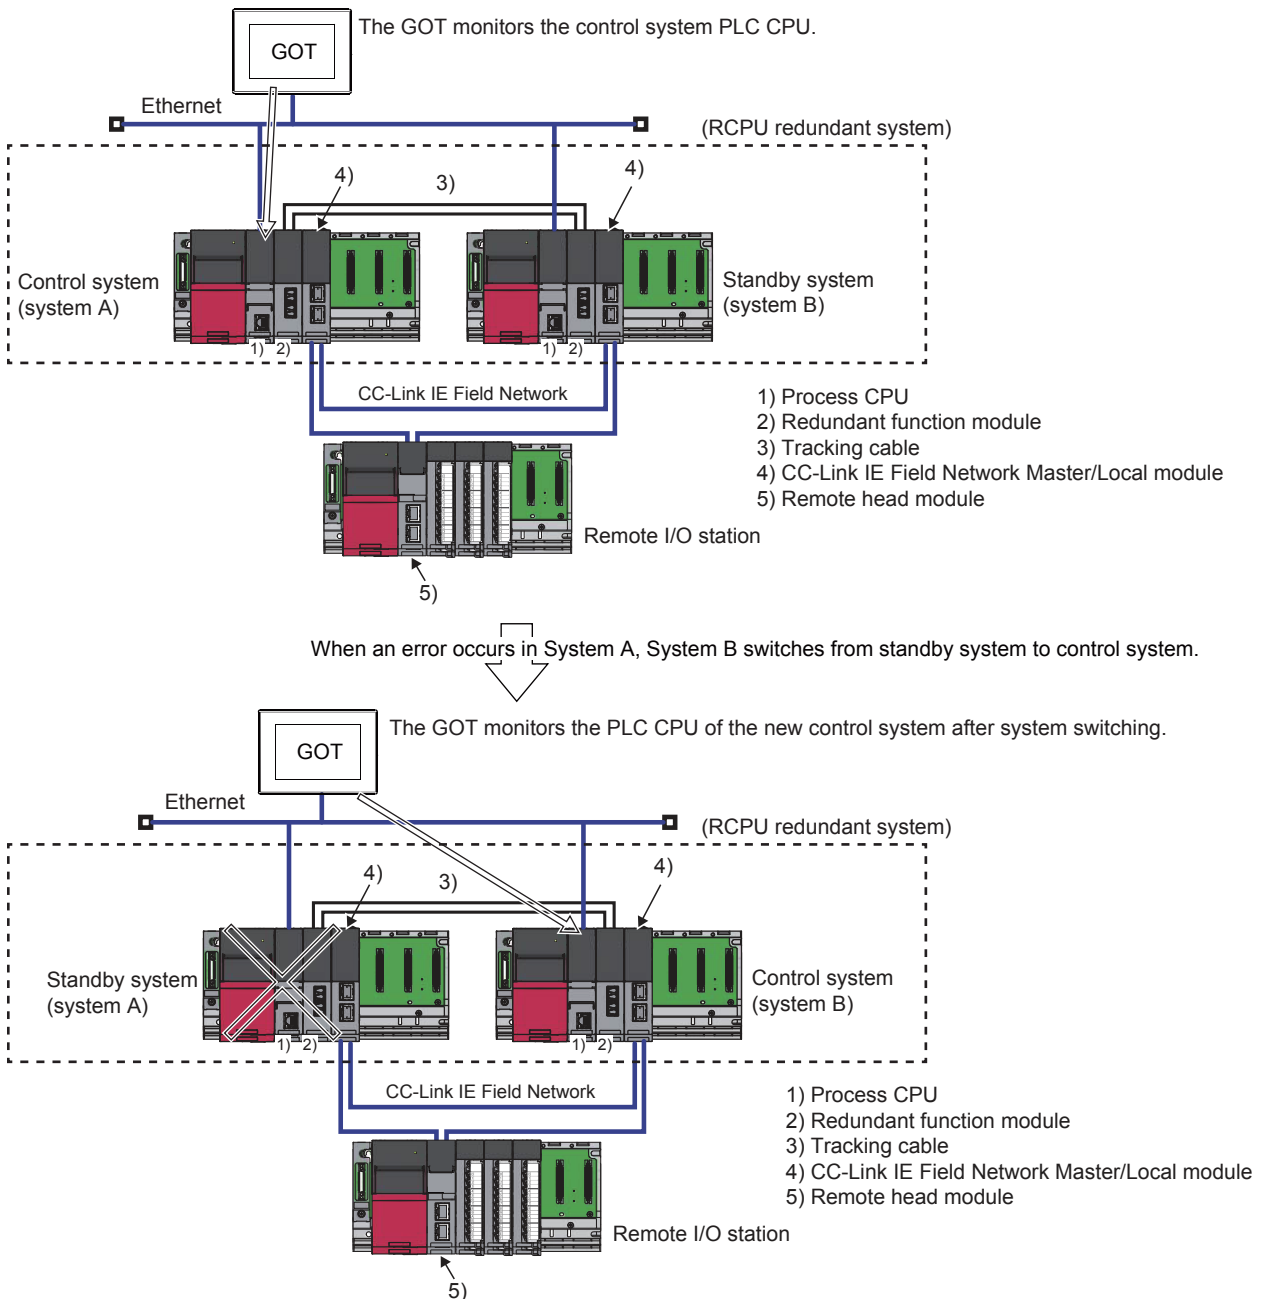 The GOT monitors the control system PLC CPU.
GOT
Ethernet
(RCPU redundant system)
4)
3)
4)
Control system
(system A)
Standby system
(system B)
1) 2)
1) 2)
CC-Link IE Field Network
1) Process CPU
2) Redundant function module
3) Tracking cable
4) CC-Link IE Field Network Master/Local module
5) Remote head module
Remote I/O station
5)
When an error occurs in System A, System B switches from standby system to control system.
The GOT monitors the PLC CPU of the new control system after system switching.
GOT
Ethernet
(RCPU redundant system)
4)
3)
4)
Standby system
(system A)
Control system
(system B)
1) 2)
1) 2)
CC-Link IE Field Network
1) Process CPU
2) Redundant function module
3) Tracking cable
4) CC-Link IE Field Network Master/Local module
5) Remote head module
Remote I/O station
5)